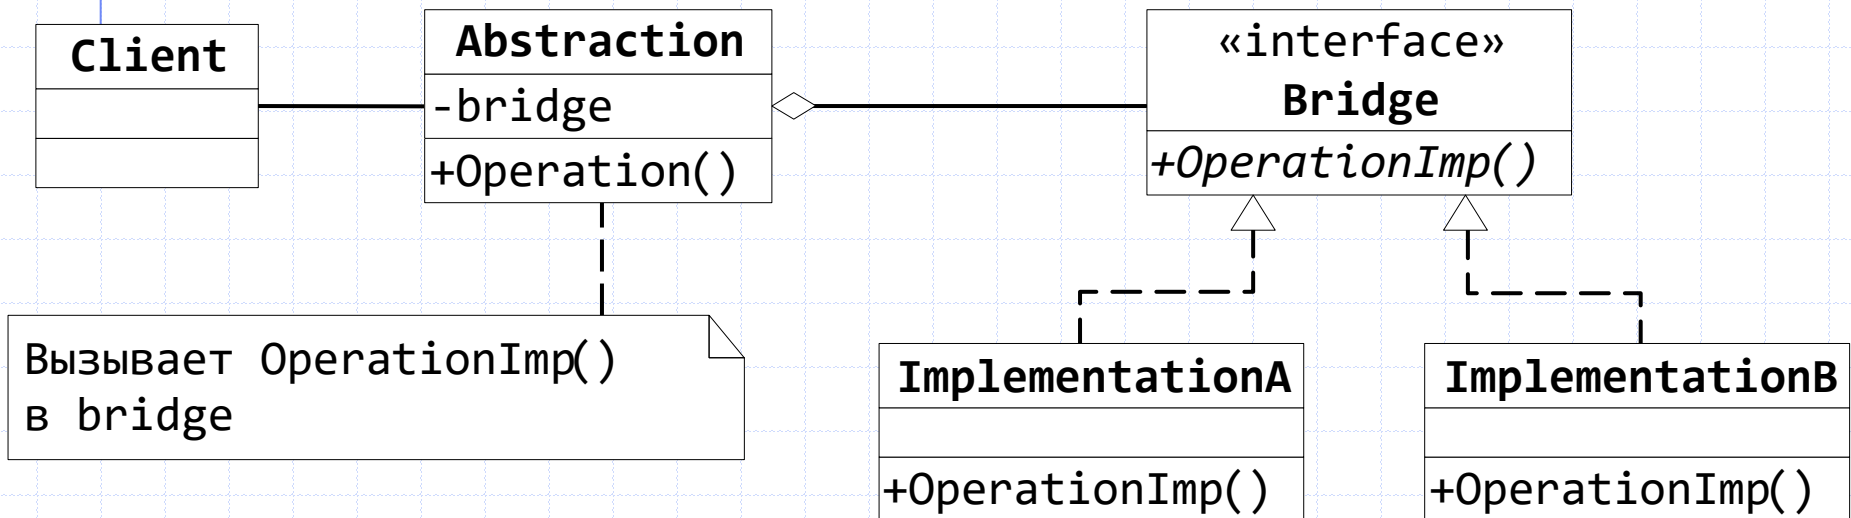 Client
Abstraction
-bridge
+Operation()
«interface»
Bridge
+OperationImp()
Вызывает OperationImp()
в bridge
ImplementationA
+OperationImp()
ImplementationB
+OperationImp()